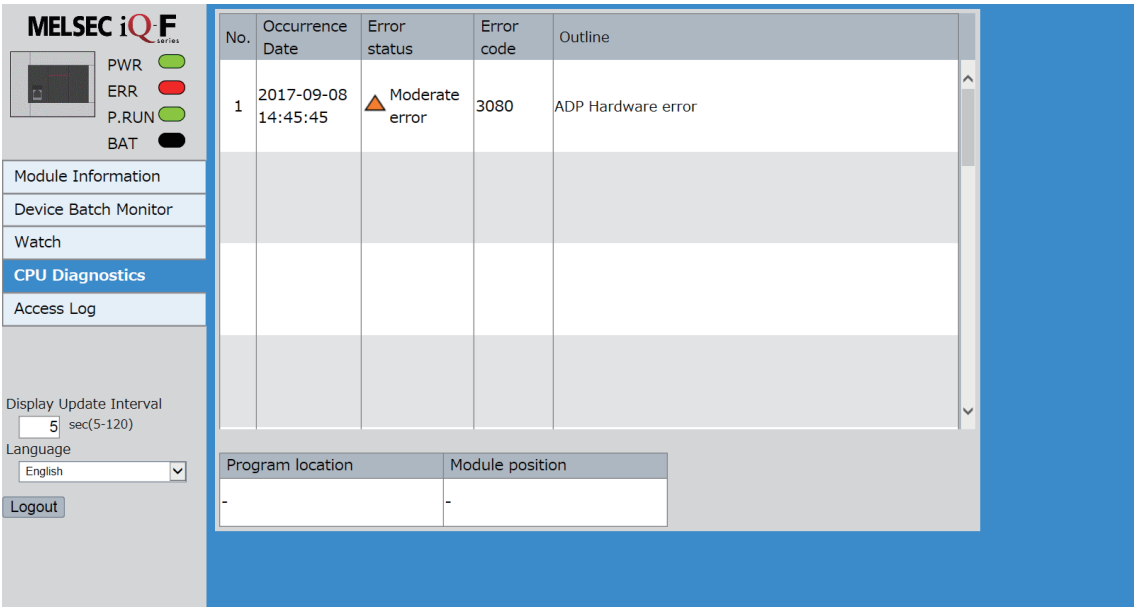 MELSEC iQ-F
series
PWR
ERR
P.RUN
BAT
Module Information
Device Batch Monitor
Watch
CPU Diagnostics
Access Log
Display Update Interval
5 sec(5-120)
Language
English
Logout
No. Occurrence Date Error status Error code Outline
1 2017-09-08 14:45:45 Moderate error 3080 ADP Hardware error
Program location Module position
- -